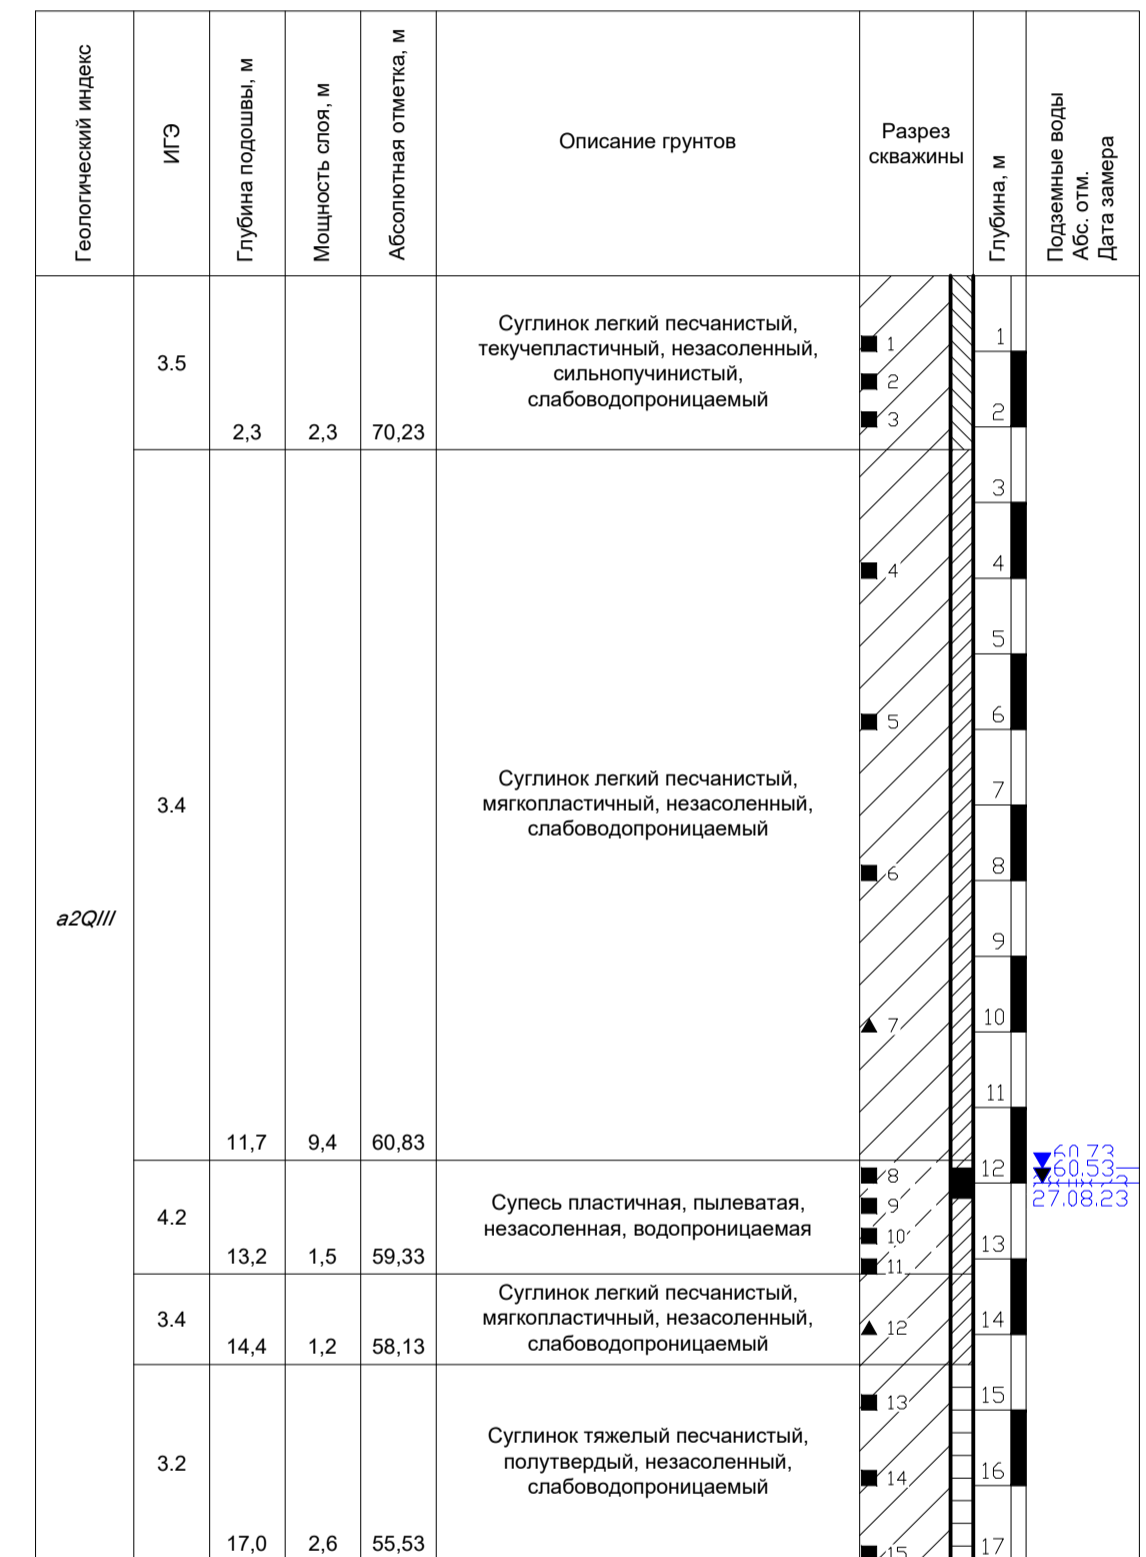 Геологический индекс
ИГЭ
Глубина подошвы, м
Мощность слоя, м
Абсолютная отметка, м
Описание грунтов
Разрез
скважины
Глубина, м
Подземные воды
Абс. отм.
Дата замера
a2QIII
3.5
2,3
2,3
70,23
Суглинок легкий песчанистый,
текучепластичный, незасоленный,
сильнопучинистый,
слабоводопроницаемый
1
2
3
1
2
3.4
11,7
9,4
60,83
Суглинок легкий песчанистый,
мягкопластичный, незасоленный,
слабоводопроницаемый
4
5
6
7
3
4
5
6
7
8
9
10
11
4.2
13,2
1,5
59,33
Супесь пластичная, пылеватая,
незасоленная, водопроницаемая
8
9
10
11
12
13
60.73
60.53
27.08.23
3.4
14,4
1,2
58,13
Суглинок легкий песчанистый,
мягкопластичный, незасоленный,
слабоводопроницаемый
12
14
3.2
17,0
2,6
55,53
Суглинок тяжелый песчанистый,
полутвердый, незасоленный,
слабоводопроницаемый
13
14
15
15
16
17